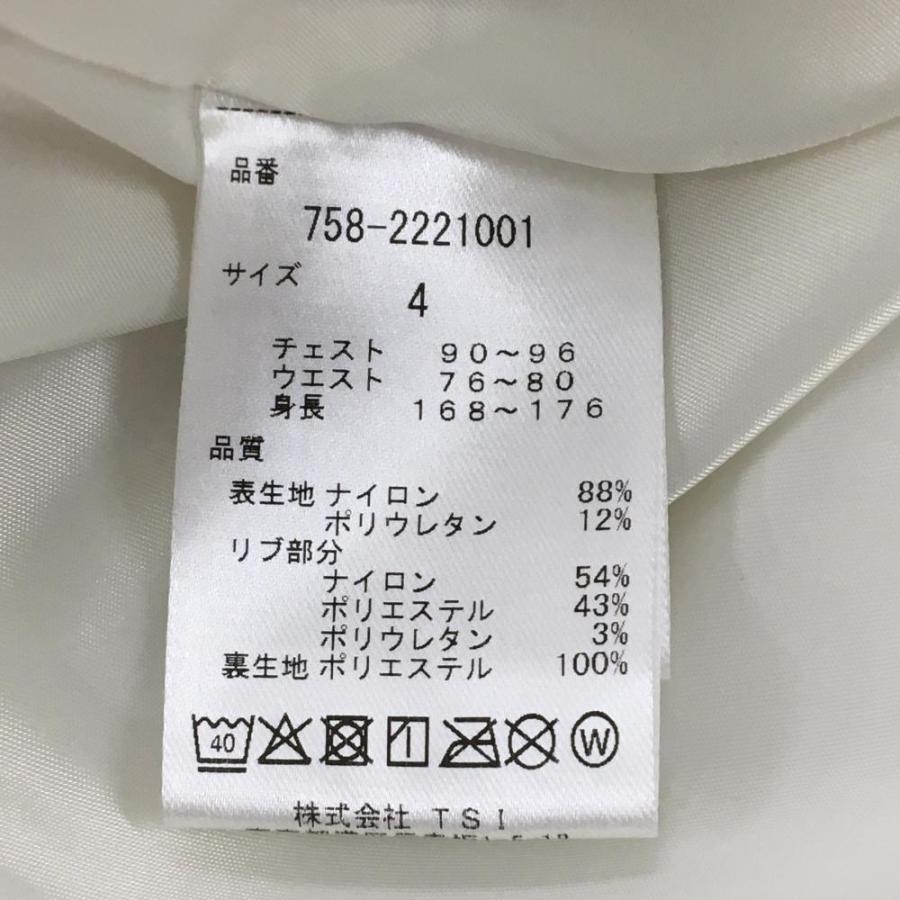 品番
758-2221001
サイズ
4
チェスト 90〜96
ウエスト 76〜80
身長 168〜176
品質
表生地 ナイロン 88%
ポリウレタン 12%
リブ部分
ナイロン 54%
ポリエステル 43%
ポリウレタン 3%
裏生地 ポリエステル 100%
40
W
株式会社 TSI